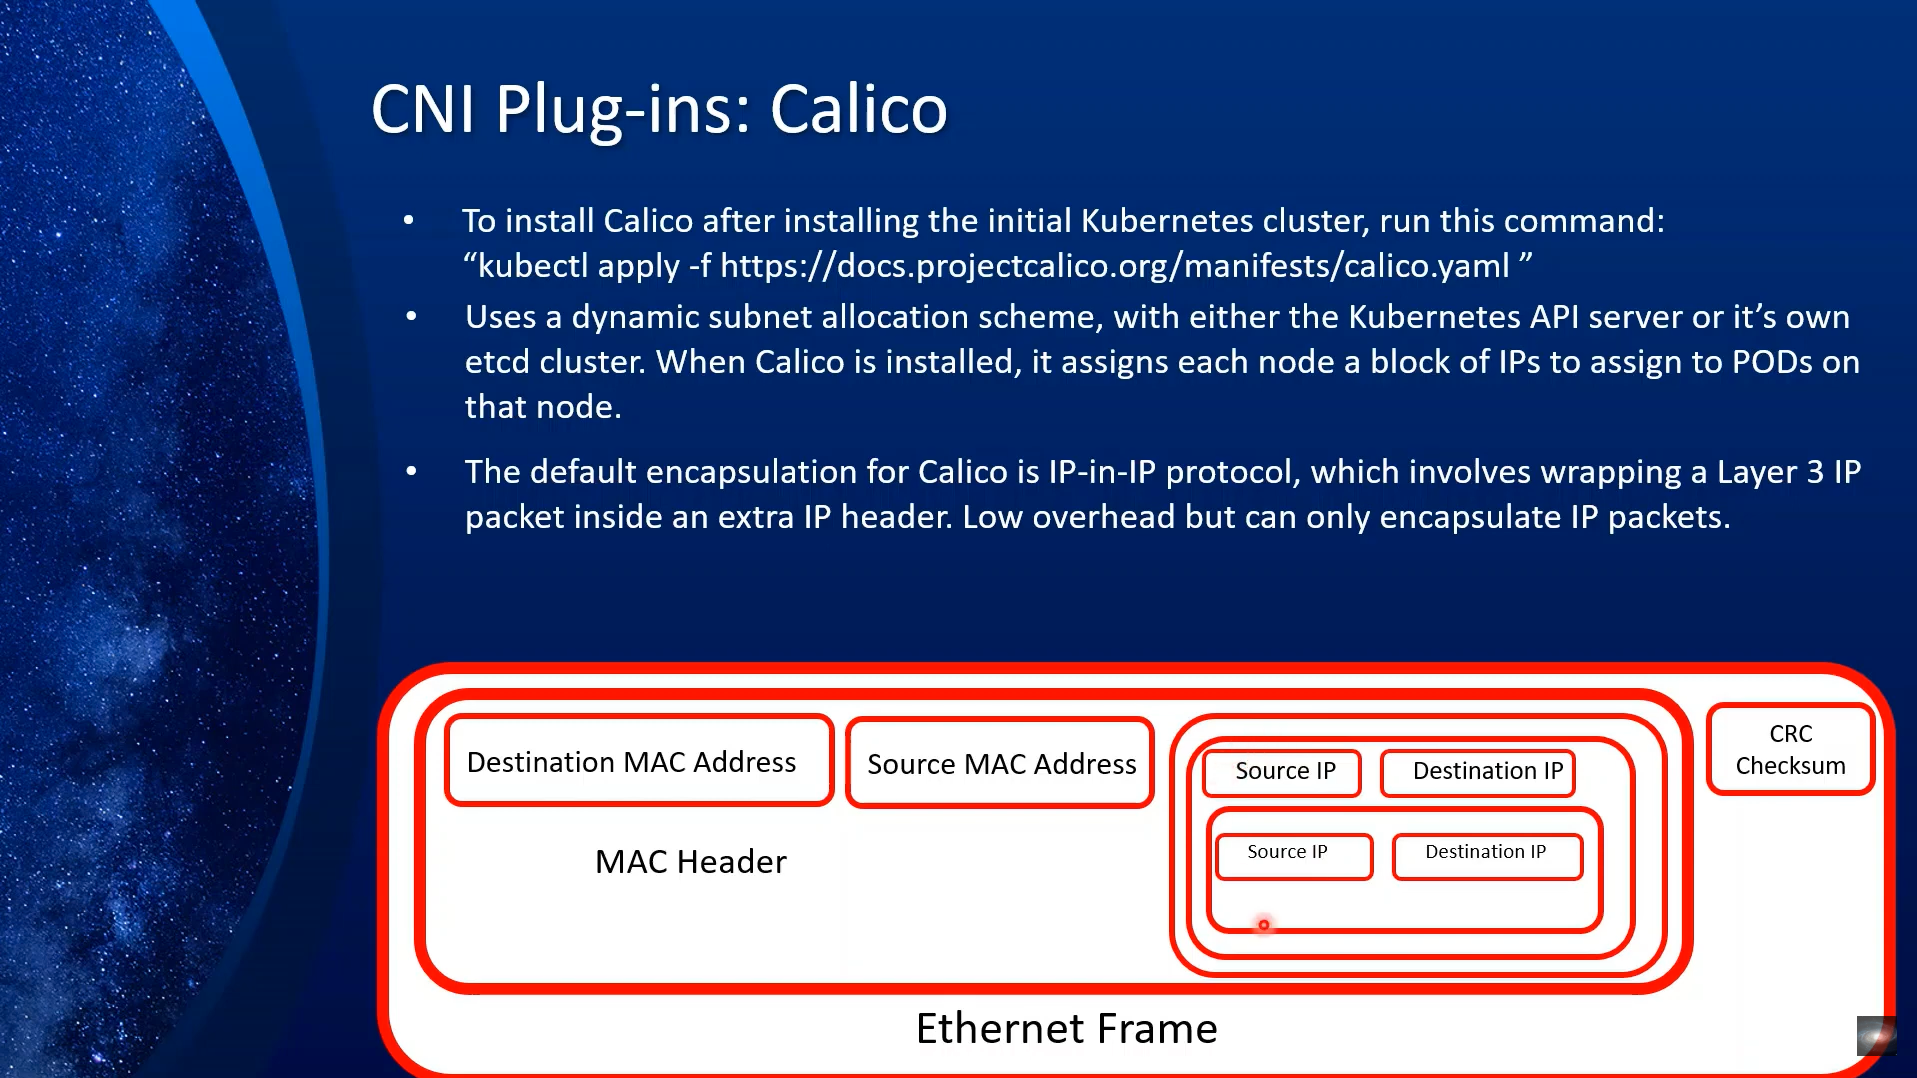 CNI Plug-ins: Calico
• To install Calico after installing the initial Kubernetes cluster, run this command:
“kubectl apply -f https://docs.projectcalico.org/manifests/calico.yaml ”
• Uses a dynamic subnet allocation scheme, with either the Kubernetes API server or it’s own
etcd cluster. When Calico is installed, it assigns each node a block of IPs to assign to PODs on
that node.
• The default encapsulation for Calico is IP-in-IP protocol, which involves wrapping a Layer 3 IP
packet inside an extra IP header. Low overhead but can only encapsulate IP packets.
Destination MAC Address
Source MAC Address
Source IP
Destination IP
Source IP
Destination IP
CRC
Checksum
MAC Header
Ethernet Frame